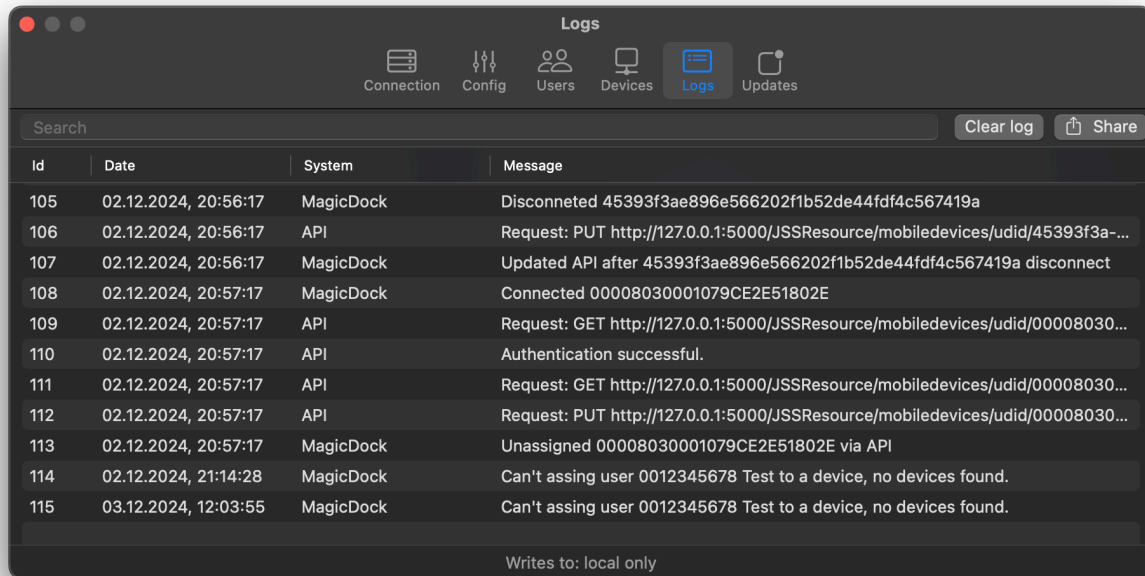 Logs
Connection Config Users Devices Logs Updates
Search Clear log Share
Id Date System Message
105 02.12.2024, 20:56:17 MagicDock Disconneted 45393f3ae896e566202f1b52de44fdf4c567419a
106 02.12.2024, 20:56:17 API Request: PUT http://127.0.0.1:5000/JSSResource/mobiledevices/udid/45393f3a-...
107 02.12.2024, 20:56:17 MagicDock Updated API after 45393f3ae896e566202f1b52de44fdf4c567419a disconnect
108 02.12.2024, 20:57:17 MagicDock Connected 00008030001079CE2E51802E
109 02.12.2024, 20:57:17 API Request: GET http://127.0.0.1:5000/JSSResource/mobiledevices/udid/00008030...
110 02.12.2024, 20:57:17 API Authentication successful.
111 02.12.2024, 20:57:17 API Request: GET http://127.0.0.1:5000/JSSResource/mobiledevices/udid/00008030...
112 02.12.2024, 20:57:17 API Request: PUT http://127.0.0.1:5000/JSSResource/mobiledevices/udid/00008030...
113 02.12.2024, 20:57:17 MagicDock Unassigned 00008030001079CE2E51802E via API
114 02.12.2024, 21:14:28 MagicDock Can't assing user 0012345678 Test to a device, no devices found.
115 03.12.2024, 12:03:55 MagicDock Can't assing user 0012345678 Test to a device, no devices found.
Writes to: local only